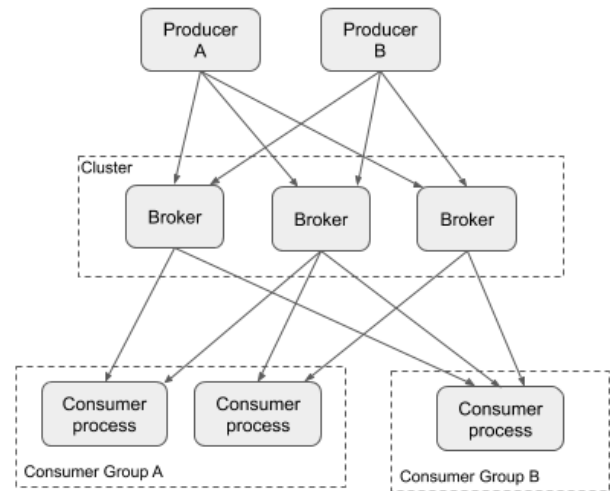 Producer
A
Producer
B
Cluster
Broker
Broker
Broker
Consumer
process
Consumer
process
Consumer
process
Consumer Group A
Consumer Group B